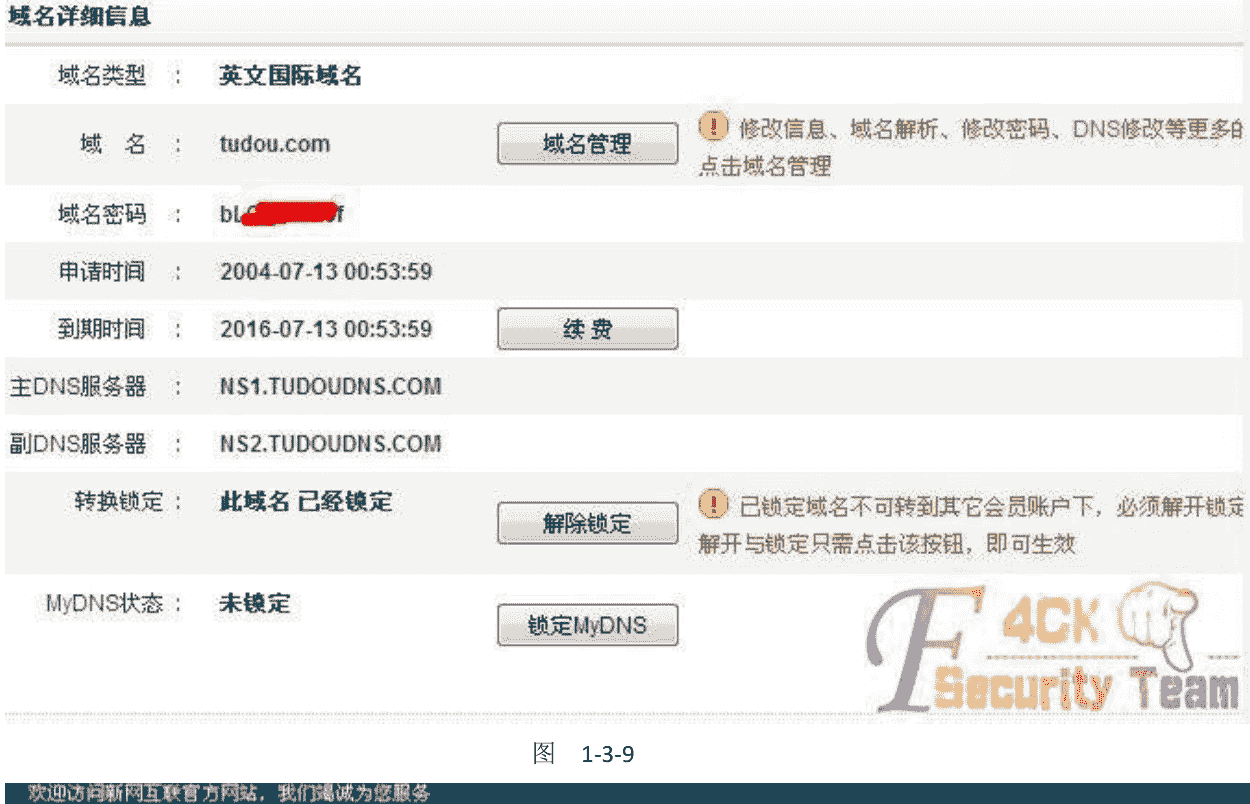 域名详细信息
域名类型 : 英文国际域名
域 名 : tudou.com 域名管理 修改信息、域名解析、修改密码、DNS修改等更多的
点击域名管理
域名密码 : bL
申请时间 : 2004-07-13 00:53:59
到期时间 : 2016-07-13 00:53:59 续 费
主DNS服务器 : NS1.TUDOUDNS.COM
副DNS服务器 : NS2.TUDOUDNS.COM
转换锁定 : 此域名 已经锁定 解除锁定 已锁定域名不可转到其它会员账户下，必须解开锁定
解开与锁定只需点击该按钮，即可生效
MyDNS状态 : 未锁定 锁定MyDNS
F4CK
Security Team
图 1-3-9
欢迎访问新网互联官方网站，我们竭诚为您服务